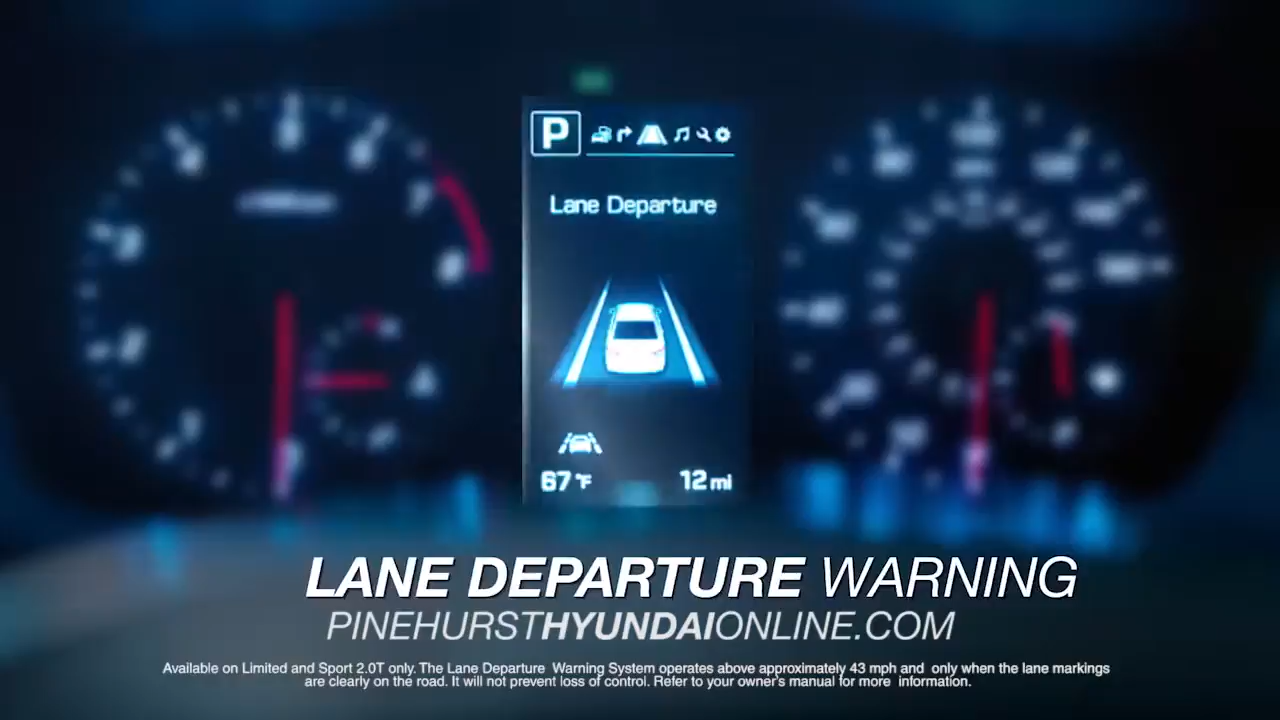 P
Lane Departure
67°F 12 mi
LANE DEPARTURE WARNING
PINEHURSTHYUNDAIONLINE.COM
Available on Limited and Sport 2.0T only. The Lane Departure Warning System operates above approximately 43 mph and only when the lane markings
are clearly on the road. It will not prevent loss of control. Refer to your owner's manual for more information.